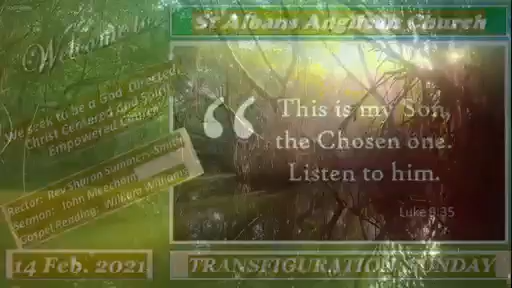 Welcome to
St Albans Anglican Church
We seek to be a God Directed,
Christ Centered And Spirit
Empowered Church
Rector: Rev Sharon Summers-Smith
Sermon: John Meecham
Gospel Reading: William Williams
“
This is my Son,
the Chosen one.
Listen to him.
Luke 9:35
14 Feb. 2021
TRANSFIGURATION SUNDAY